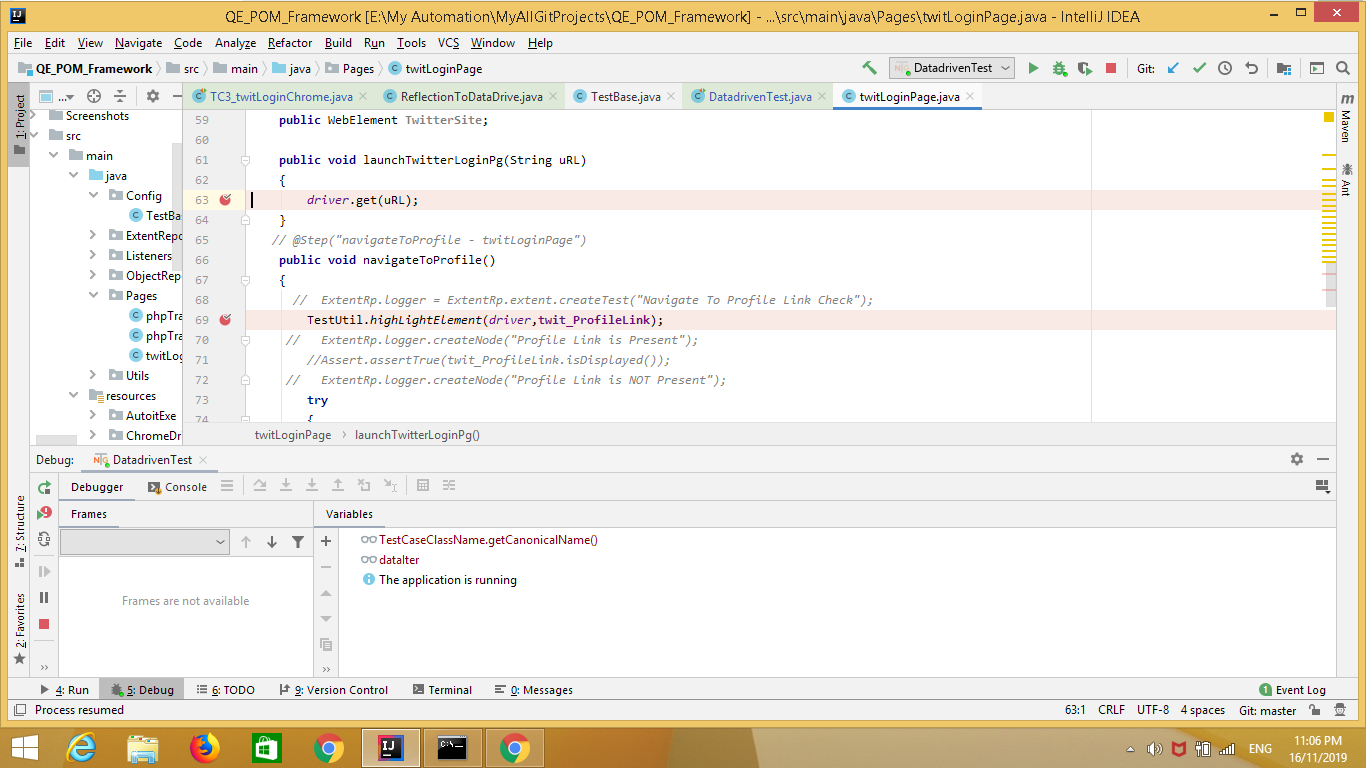 QE_POM_Framework [E:\My Automation\MyAllGitProjects\QE_POM_Framework] - ...\src\main\java\Pages\twitLoginPage.java - IntelliJ IDEA
File Edit View Navigate Code Analyze Refactor Build Run Tools VCS Window Help
QE_POM_Framework src main java Pages twitLoginPage
DatadrivenTest
Git:
1: Project
...
TC3_twitLoginChrome.java ReflectionToDataDrive.java TestBase.java DatadrivenTest.java twitLoginPage.java
Screenshots
src
main
java
Config
TestBa
ExtentRepo
Listeners
ObjectRep
Pages
phpTra
phpTra
twitLog
Utils
resources
AutoitExe
ChromeDr
59 public WebElement TwitterSite;
60
61 public void launchTwitterLoginPg(String uRL)
62 {
63 driver.get(uRL);
64 }
65 // @Step("navigateToProfile - twitLoginPage")
66 public void navigateToProfile()
67 {
68 // ExtentRp.logger = ExtentRp.extent.createTest("Navigate To Profile Link Check");
69 TestUtil.highLightElement(driver,twit_ProfileLink);
70 // ExtentRp.logger.createNode("Profile Link is Present");
71 //Assert.assertTrue(twit_ProfileLink.isDisplayed());
72 // ExtentRp.logger.createNode("Profile Link is NOT Present");
73 try
74 {
twitLoginPage launchTwitterLoginPg()
Maven
Ant
Debug: DatadrivenTest
Debugger Console
Frames
Variables
Frames are not available
TestCaseClassName.getCanonicalName()
dataIter
The application is running
7: Structure
2: Favorites
4: Run 5: Debug 6: TODO 9: Version Control Terminal 0: Messages 1 Event Log
Process resumed 63:1 CRLF UTF-8 4 spaces Git: master
ENG
11:06 PM
16/11/2019